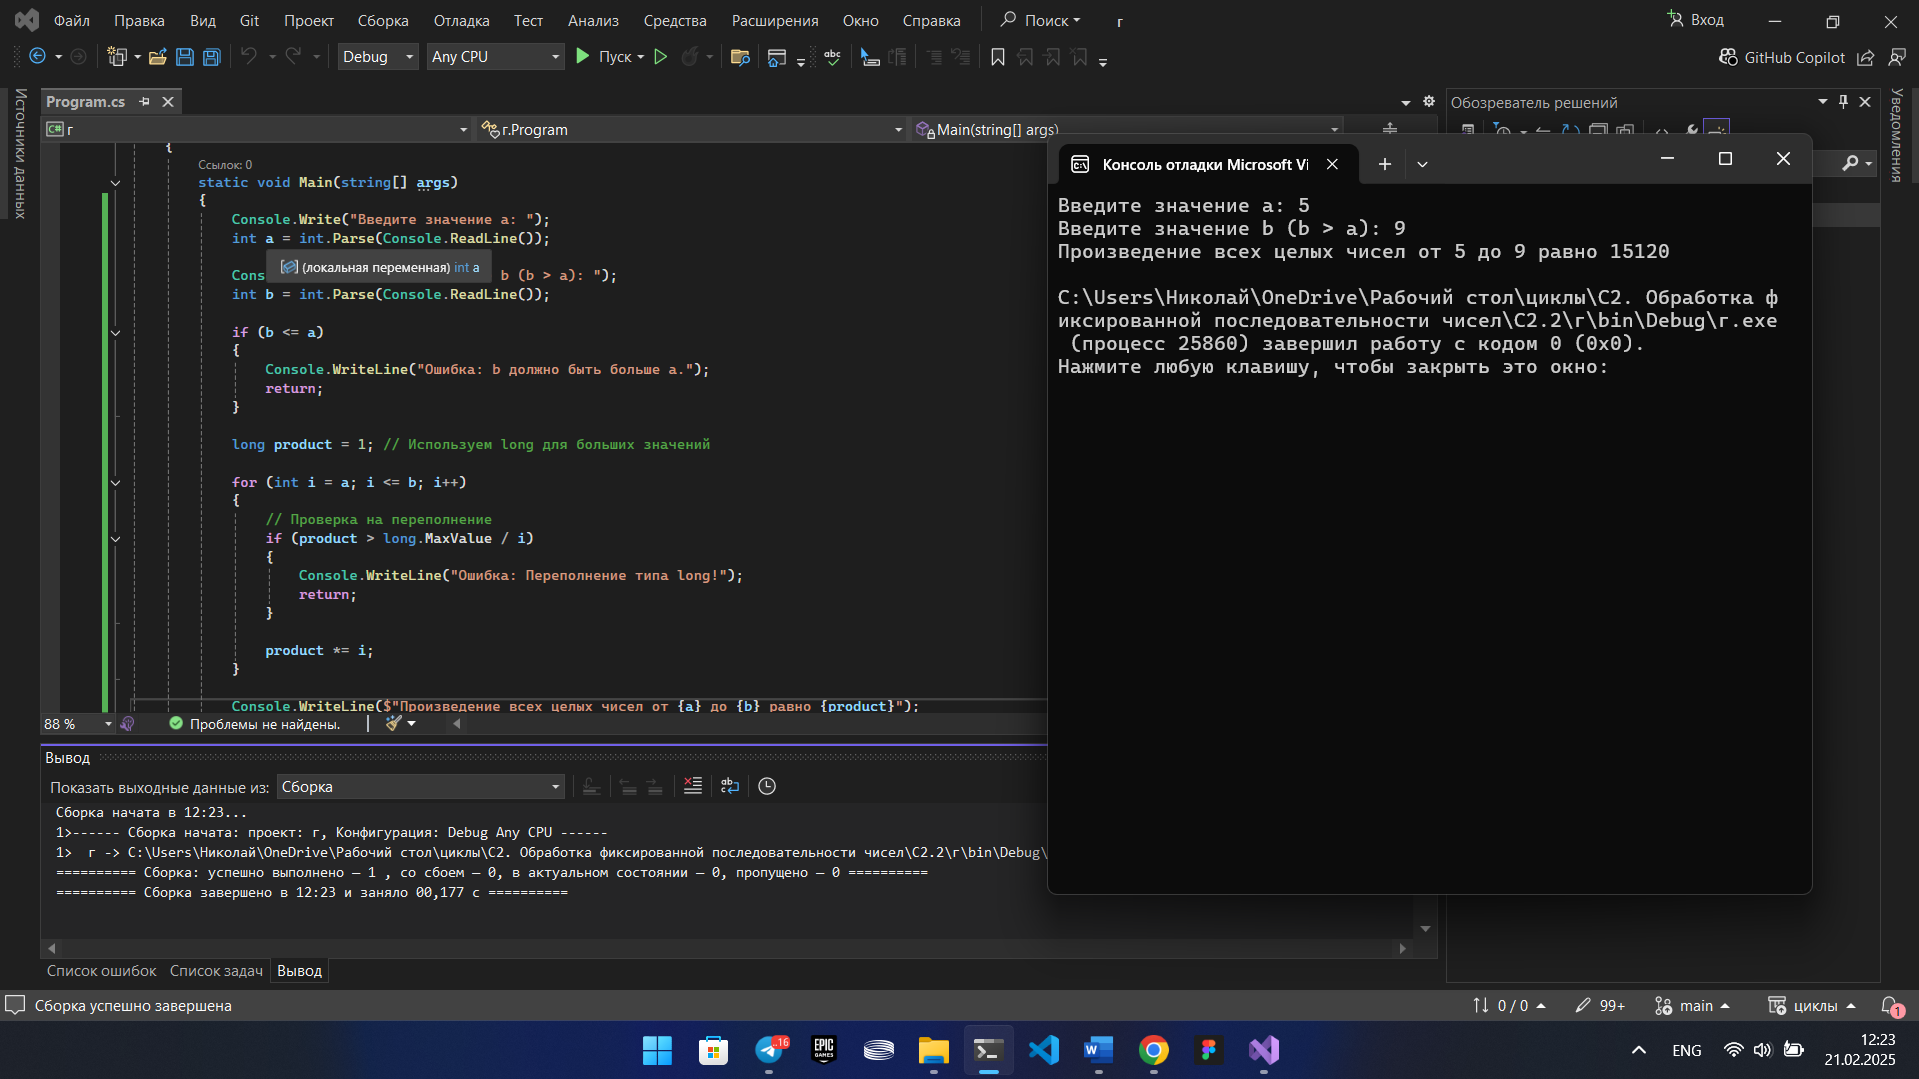 Файл Правка Вид Git Проект Сборка Отладка Тест Анализ Средства Расширения Окно Справка Поиск г Вход
Debug Any CPU Пуск abc GitHub Copilot
Источники данных
Program.cs
C# г г.Program Main(string[] args)
{
Ссылок: 0
static void Main(string[] args)
{
Console.Write("Введите значение a: ");
int a = int.Parse(Console.ReadLine());
(локальная переменная) int a
Cons b (b > a): ");
int b = int.Parse(Console.ReadLine());
if (b <= a)
{
Console.WriteLine("Ошибка: b должно быть больше a.");
return;
}
long product = 1; // Используем long для больших значений
for (int i = a; i <= b; i++)
{
// Проверка на переполнение
if (product > long.MaxValue / i)
{
Console.WriteLine("Ошибка: Переполнение типа long!");
return;
}
product *= i;
}
Console.WriteLine($"Произведение всех целых чисел от {a} до {b} равно {product}");
88 % Проблемы не найдены.
Обозреватель решений
Уведомления
Консоль отладки Microsoft Vi
Введите значение a: 5
Введите значение b (b > a): 9
Произведение всех целых чисел от 5 до 9 равно 15120
C:\Users\Николай\OneDrive\Рабочий стол\циклы\C2. Обработка ф
иксированной последовательности чисел\C2.2\г\bin\Debug\г.exe
(процесс 25860) завершил работу с кодом 0 (0x0).
Нажмите любую клавишу, чтобы закрыть это окно:
Вывод
Показать выходные данные из: Сборка
Сборка начата в 12:23...
1>------ Сборка начата: проект: г, Конфигурация: Debug Any CPU ------
1>  г -> C:\Users\Николай\OneDrive\Рабочий стол\циклы\C2. Обработка фиксированной последовательности чисел\C2.2\г\bin\Debug\
========== Сборка: успешно выполнено — 1 , со сбоем — 0, в актуальном состоянии — 0, пропущено — 0 ==========
========== Сборка завершено в 12:23 и заняло 00,177 с ==========
Список ошибок Список задач Вывод
Сборка успешно завершена 0 / 0 99+ main циклы 1
..16 EPIC GAMES W ENG 12:23
21.02.2025